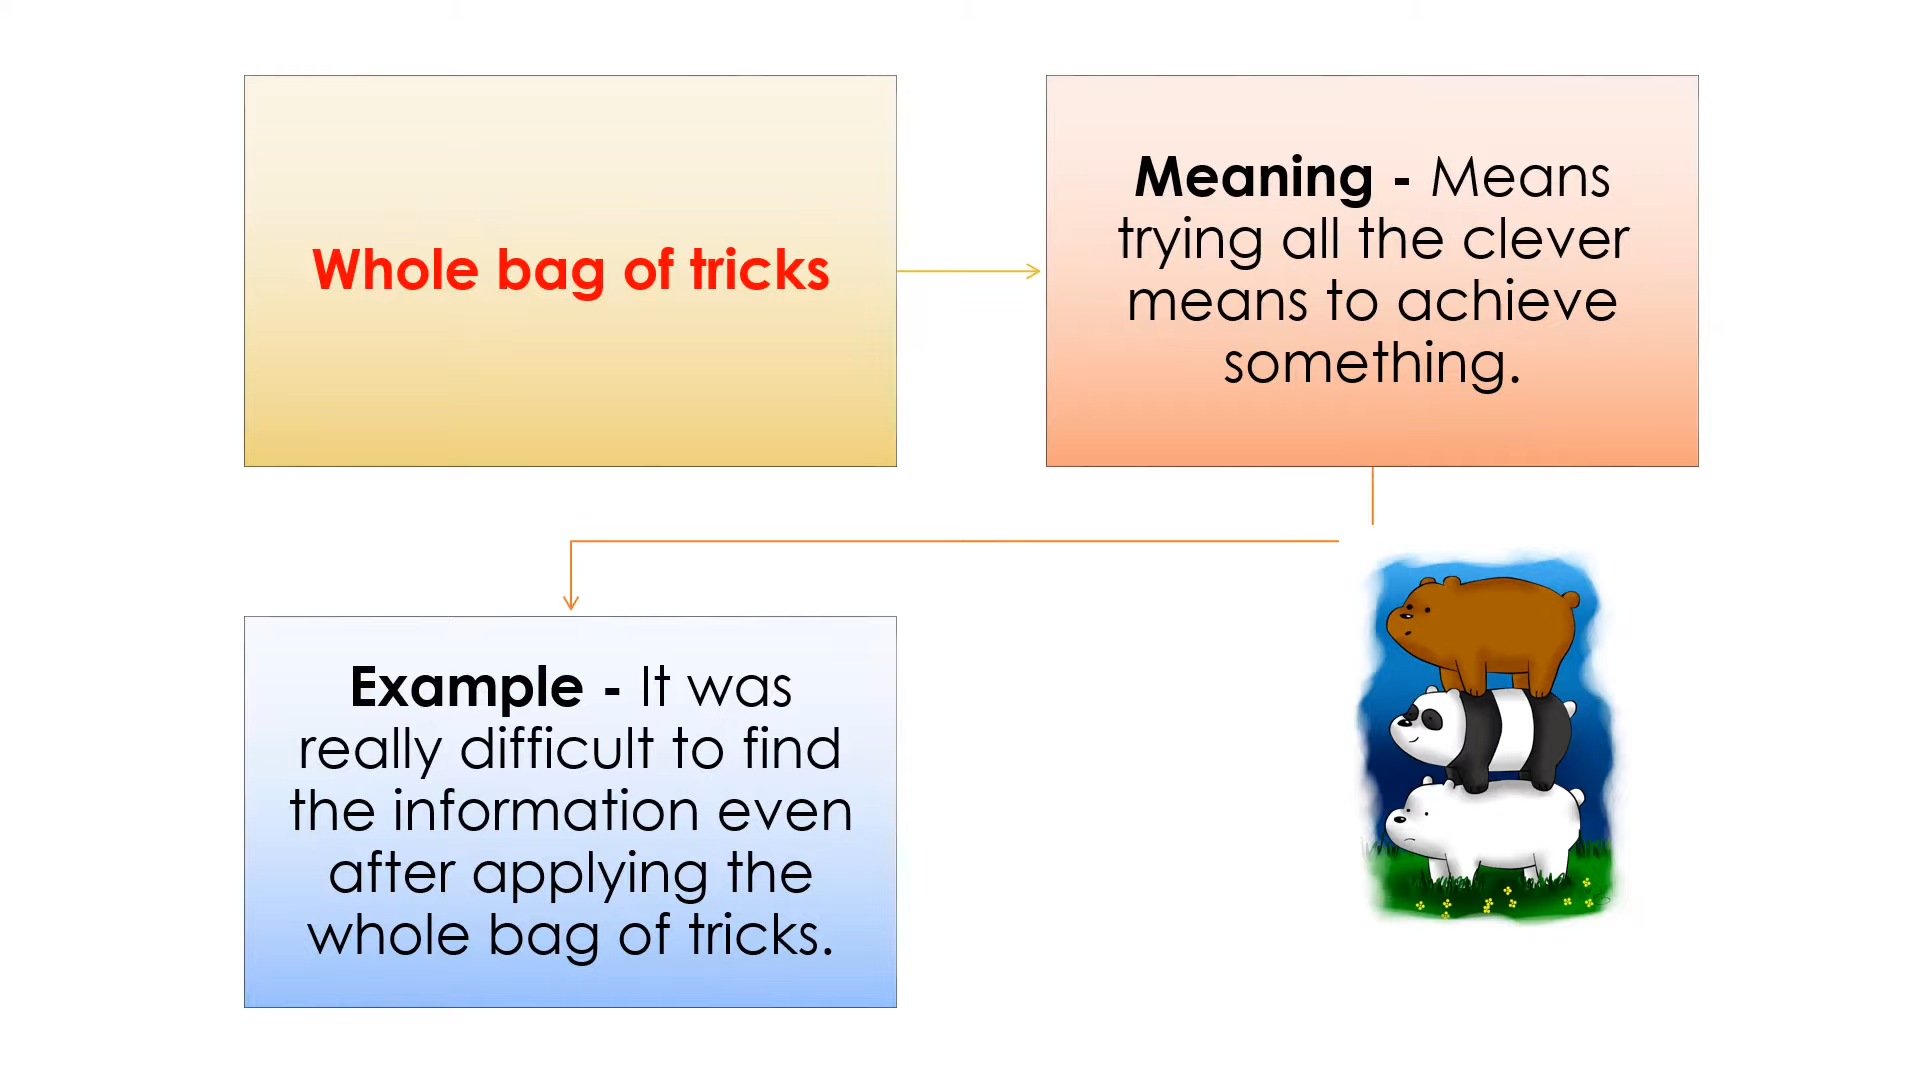 Whole bag of tricks
Meaning - Means
trying all the clever
means to achieve
something.
Example - It was
really difficult to find
the information even
after applying the
whole bag of tricks.